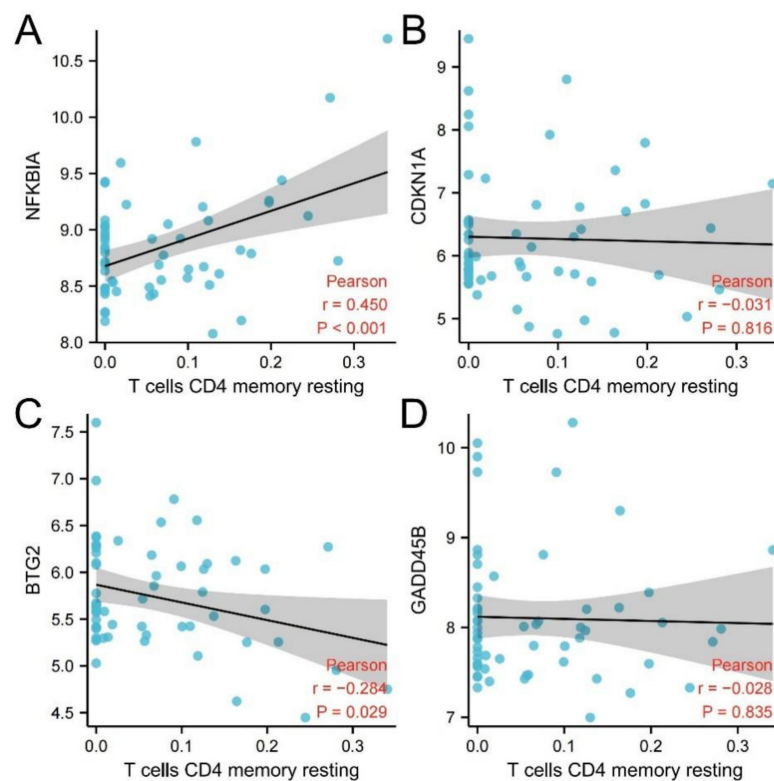 A
NFKBIA
10.5
10.0
9.5
9.0
8.5
8.0
Pearson
r = 0.450
P < 0.001
0.0 0.1 0.2 0.3
T cells CD4 memory resting
B
CDKN1A
9
8
7
6
5
Pearson
r = −0.031
P = 0.816
0.0 0.1 0.2 0.3
T cells CD4 memory resting
C
BTG2
7.5
7.0
6.5
6.0
5.5
5.0
4.5
Pearson
r = −0.284
P = 0.029
0.0 0.1 0.2 0.3
T cells CD4 memory resting
D
GADD45B
10
9
8
7
Pearson
r = −0.028
P = 0.835
0.0 0.1 0.2 0.3
T cells CD4 memory resting